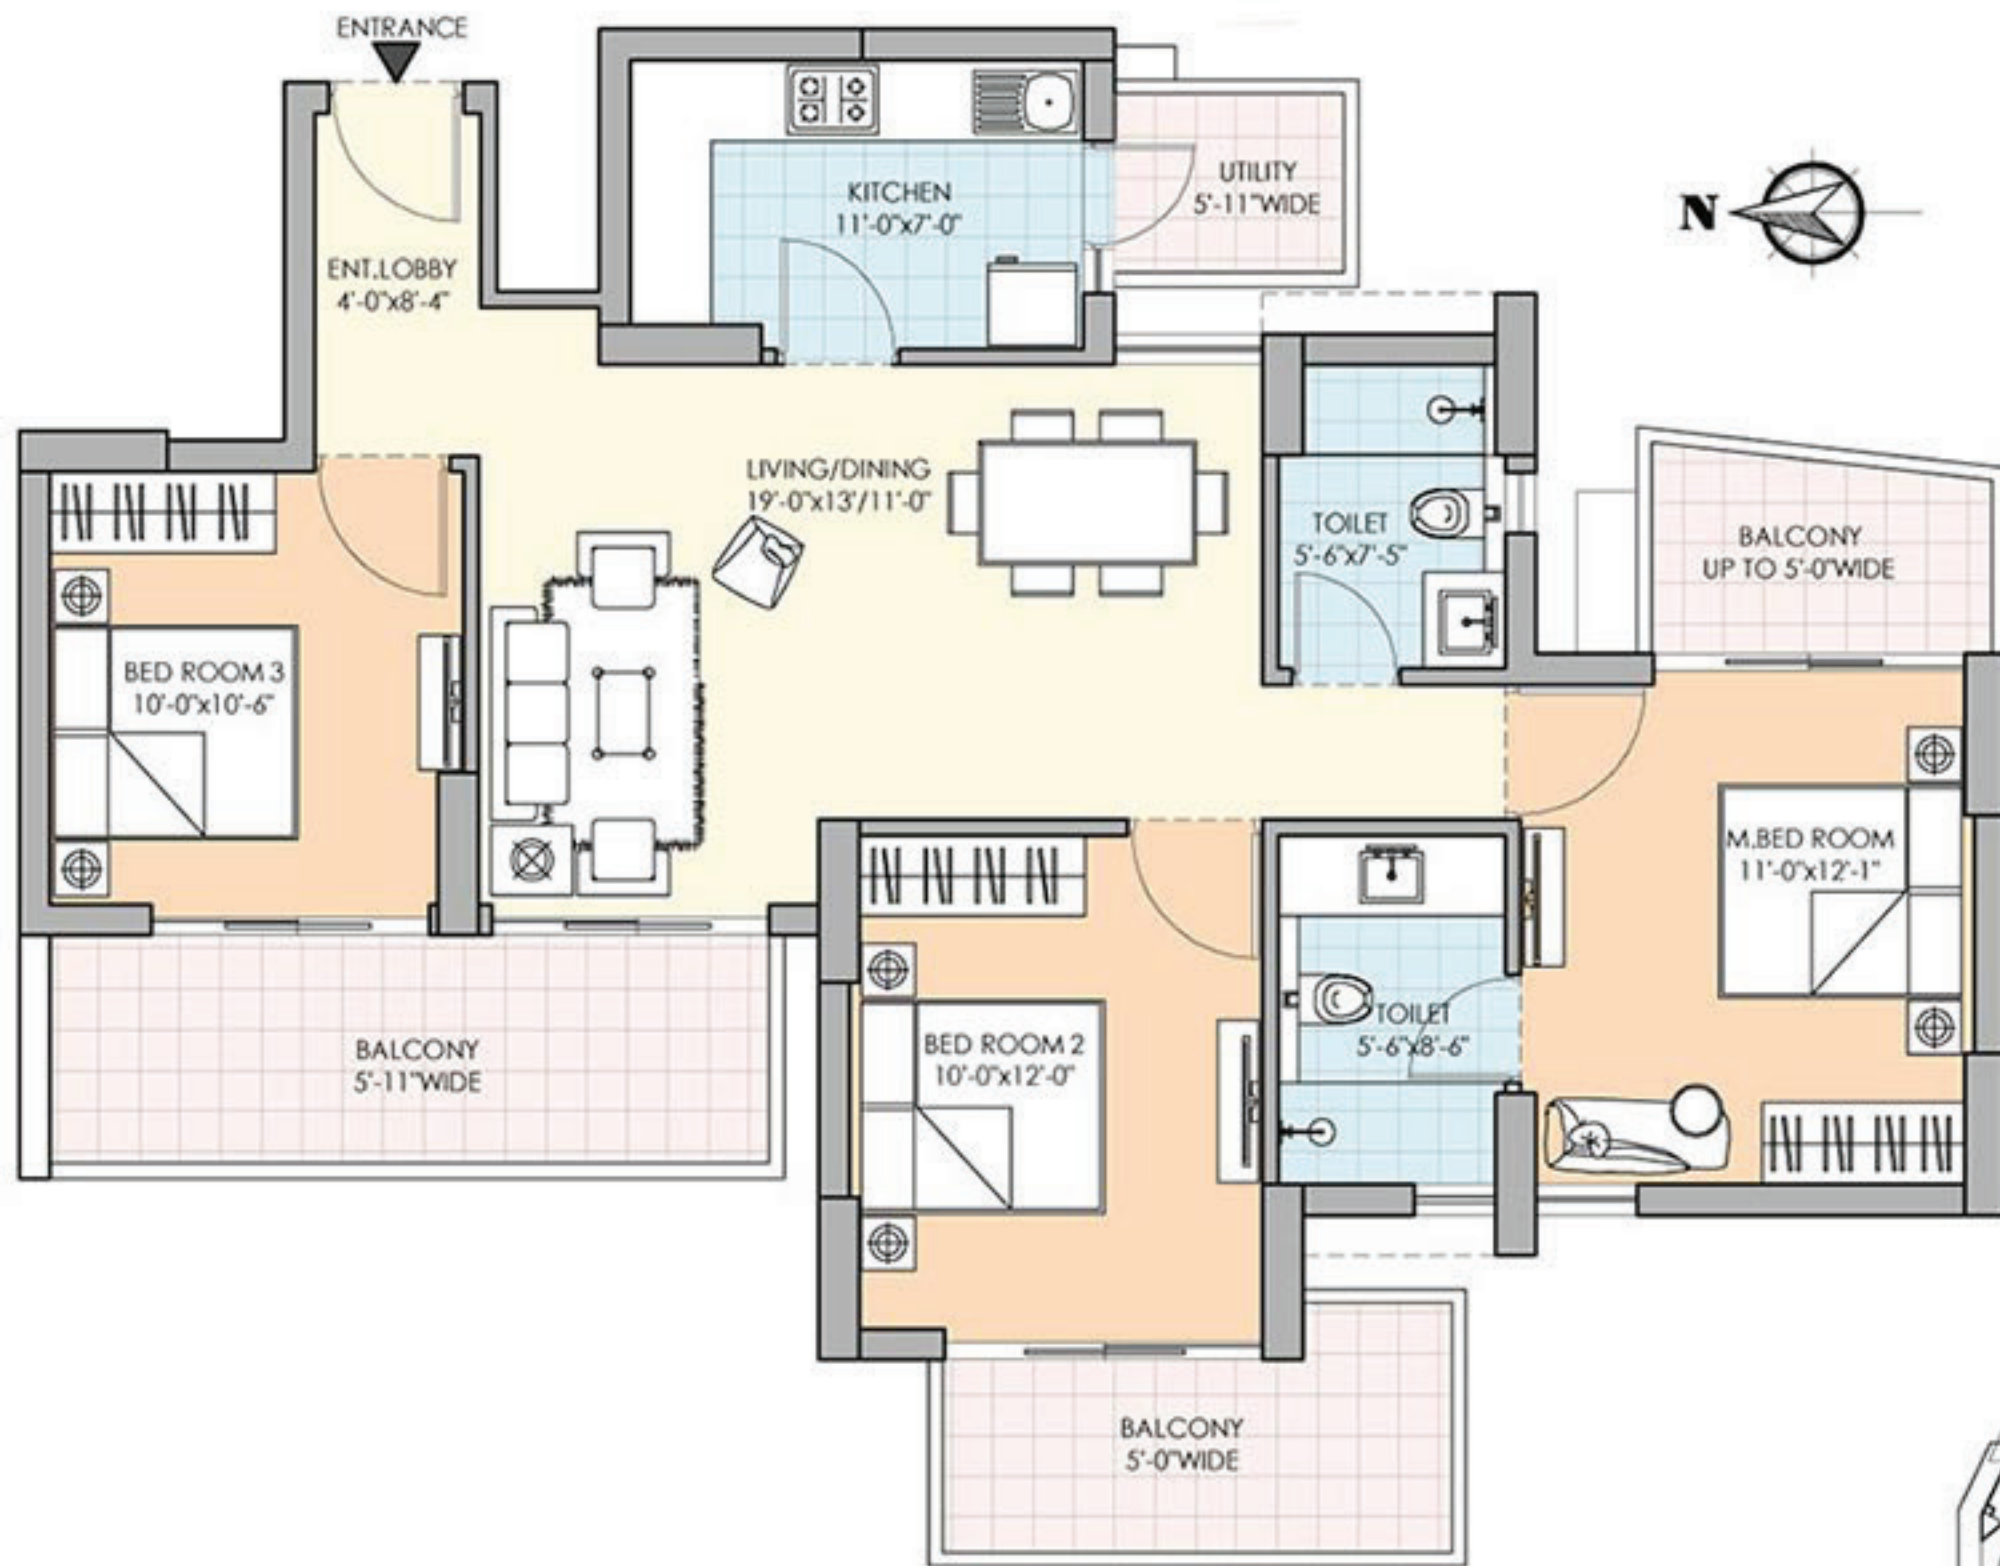 ENTRANCE
KITCHEN
11'-0"x7'-0"
UTILITY
5'-11"WIDE
N
ENT.LOBBY
4'-0"x8'-4"
LIVING/DINING
19'-0"x13'/11'-0"
TOILET
5'-6"x7'-5"
BALCONY
UP TO 5'-0"WIDE
BED ROOM 3
10'-0"x10'-6"
M.BED ROOM
11'-0"x12'-1"
BALCONY
5'-11"WIDE
BED ROOM 2
10'-0"x12'-0"
TOILET
5'-6"x8'-6"
BALCONY
5'-0"WIDE